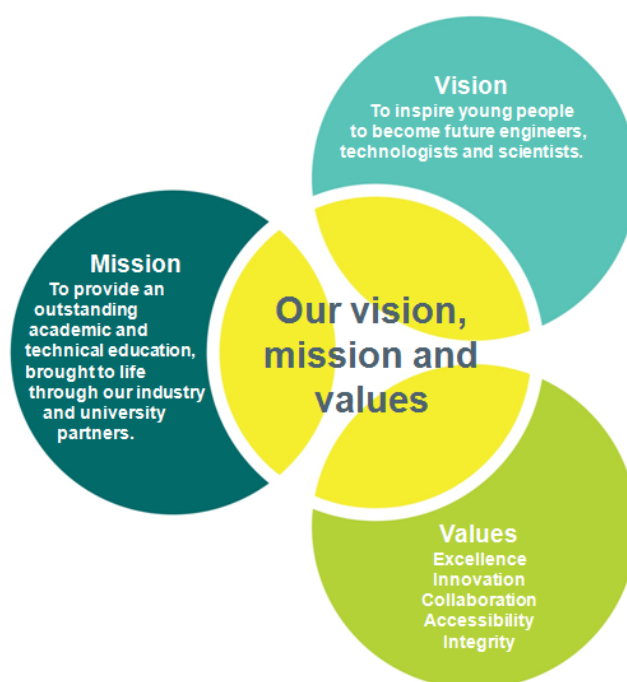 Vision
To inspire young people
to become future engineers,
technologists and scientists.
Mission
To provide an
outstanding
academic and
technical education,
brought to life
through our industry
and university
partners.
Our vision,
mission and
values
Values
Excellence
Innovation
Collaboration
Accessibility
Integrity